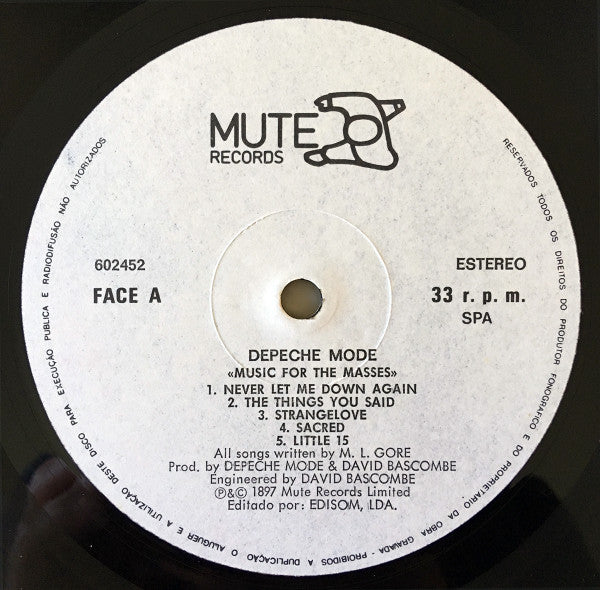 MUTE
RECORDS
602452
FACE A
ESTEREO
33 r. p. m.
SPA
DEPECHE MODE
«MUSIC FOR THE MASSES»
1. NEVER LET ME DOWN AGAIN
2. THE THINGS YOU SAID
3. STRANGELOVE
4. SACRED
5. LITTLE 15
All songs written by M. L. GORE
Prod. by DEPECHE MODE & DAVID BASCOMBE
Engineered by DAVID BASCOMBE
℗&© 1897 Mute Records Limited
Editado por: EDISOM, LDA.
RESERVADOS TODOS OS DIREITOS DO PRODUTOR FONOGRAFICO E DO PROPRIETARIO DA OBRA GRAVADA - PROIBIDOS A DUPLICAÇÃO O ALUGUER E A UTILIZAÇÃO DESTE DISCO PARA EXECUÇÃO PUBLICA E RADIODIFUSÃO NÃO AUTORIZADOS